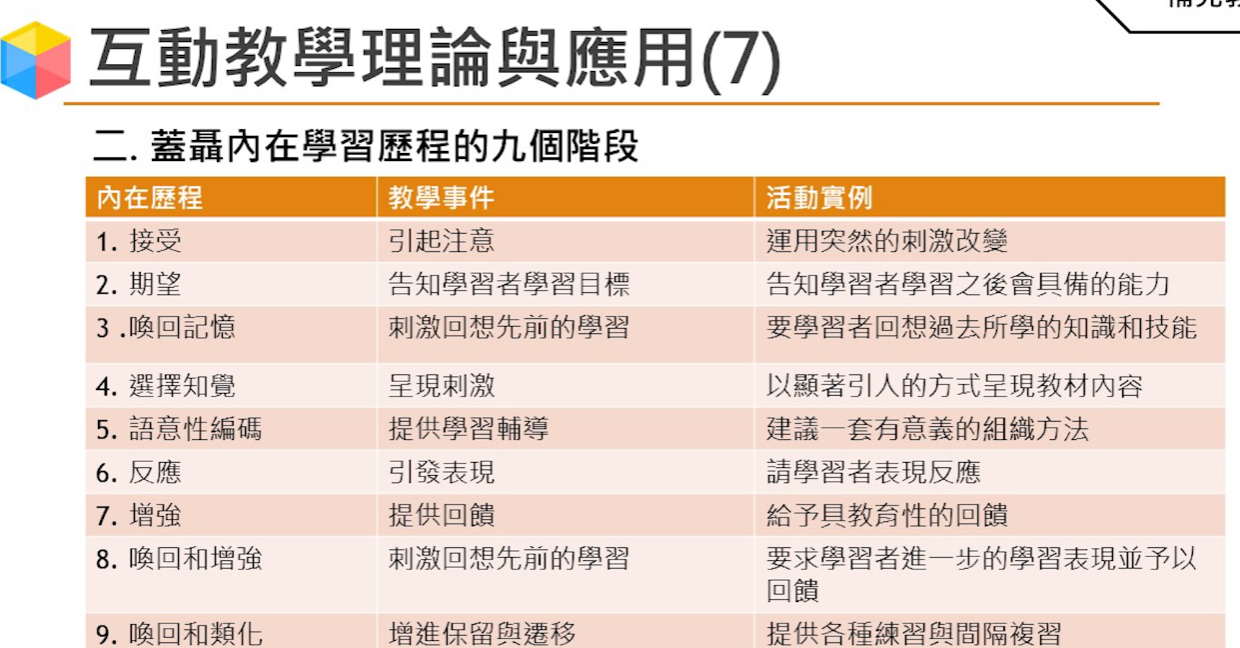 補充教
互動教學理論與應用(7)
二. 蓋聶內在學習歷程的九個階段
內在歷程 教學事件 活動實例
1. 接受 引起注意 運用突然的刺激改變
2. 期望 告知學習者學習目標 告知學習者學習之後會具備的能力
3 .喚回記憶 刺激回想先前的學習 要學習者回想過去所學的知識和技能
4. 選擇知覺 呈現刺激 以顯著引人的方式呈現教材內容
5. 語意性編碼 提供學習輔導 建議一套有意義的組織方法
6. 反應 引發表現 請學習者表現反應
7. 增強 提供回饋 給予具教育性的回饋
8. 喚回和增強 刺激回想先前的學習 要求學習者進一步的學習表現並予以
回饋
9. 喚回和類化 增進保留與遷移 提供各種練習與間隔複習